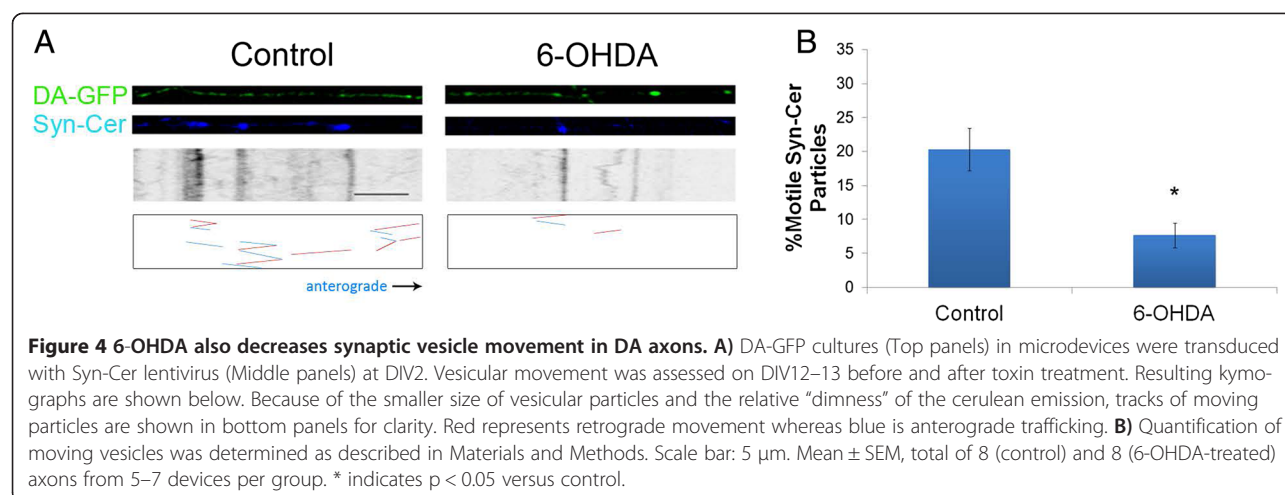 A
Control
6-OHDA
DA-GFP
Syn-Cer
anterograde
B
35
30
25
20
15
10
5
0
%Motile Syn-Cer
Particles
*
Control
6-OHDA
Figure 4 6-OHDA also decreases synaptic vesicle movement in DA axons. A) DA-GFP cultures (Top panels) in microdevices were transduced
with Syn-Cer lentivirus (Middle panels) at DIV2. Vesicular movement was assessed on DIV12–13 before and after toxin treatment. Resulting kymo-
graphs are shown below. Because of the smaller size of vesicular particles and the relative “dimness” of the cerulean emission, tracks of moving
particles are shown in bottom panels for clarity. Red represents retrograde movement whereas blue is anterograde trafficking. B) Quantification of
moving vesicles was determined as described in Materials and Methods. Scale bar: 5 μm. Mean ± SEM, total of 8 (control) and 8 (6-OHDA-treated)
axons from 5–7 devices per group. * indicates p < 0.05 versus control.